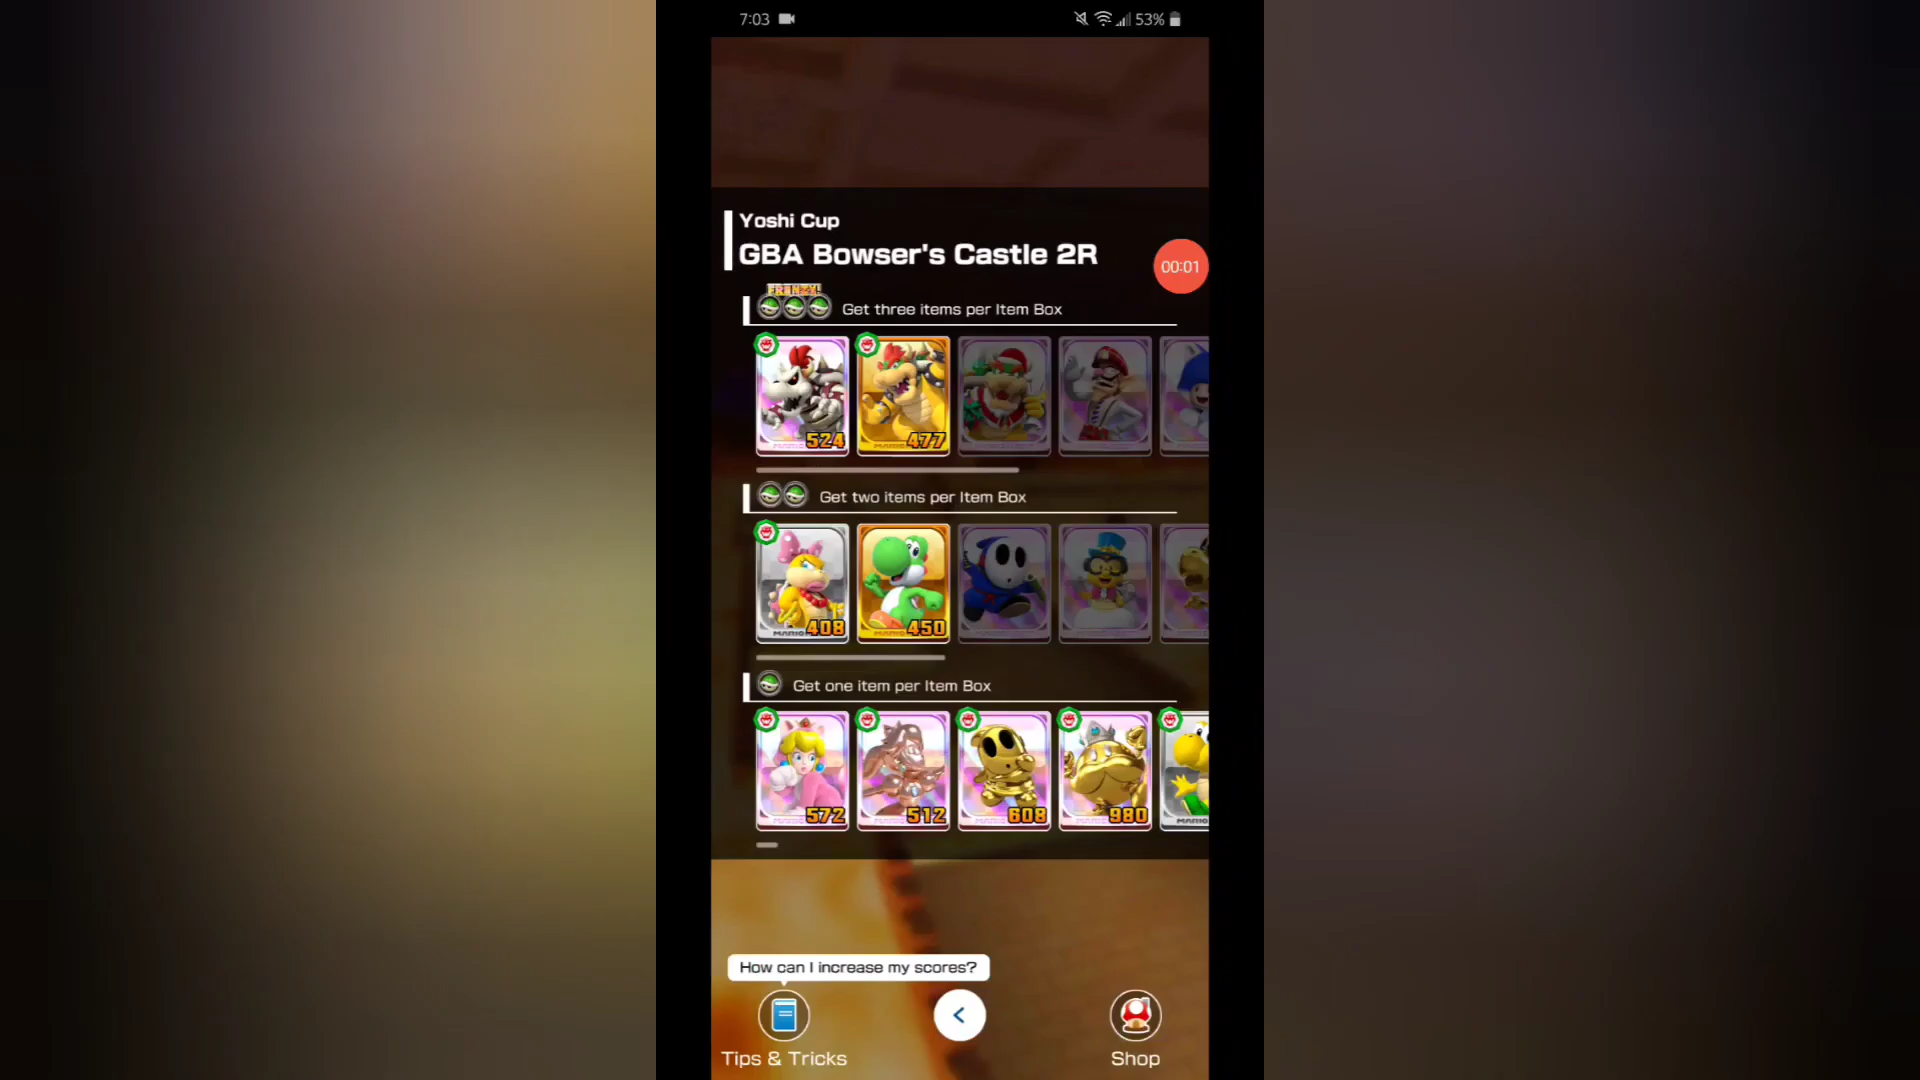 7:03
53%
Yoshi Cup
GBA Bowser's Castle 2R
00:01
FRENZY!
Get three items per Item Box
524
477
Get two items per Item Box
MARIO
408
450
Get one item per Item Box
572
512
608
980
How can I increase my scores?
Tips & Tricks
Shop